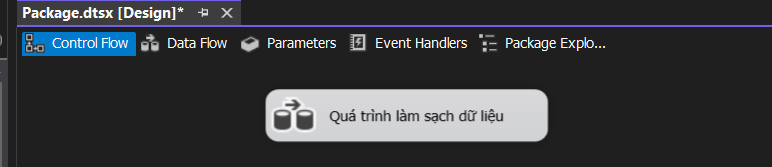 Package.dtsx [Design]*
Control Flow Data Flow Parameters Event Handlers Package Explo...
Quá trình làm sạch dữ liệu